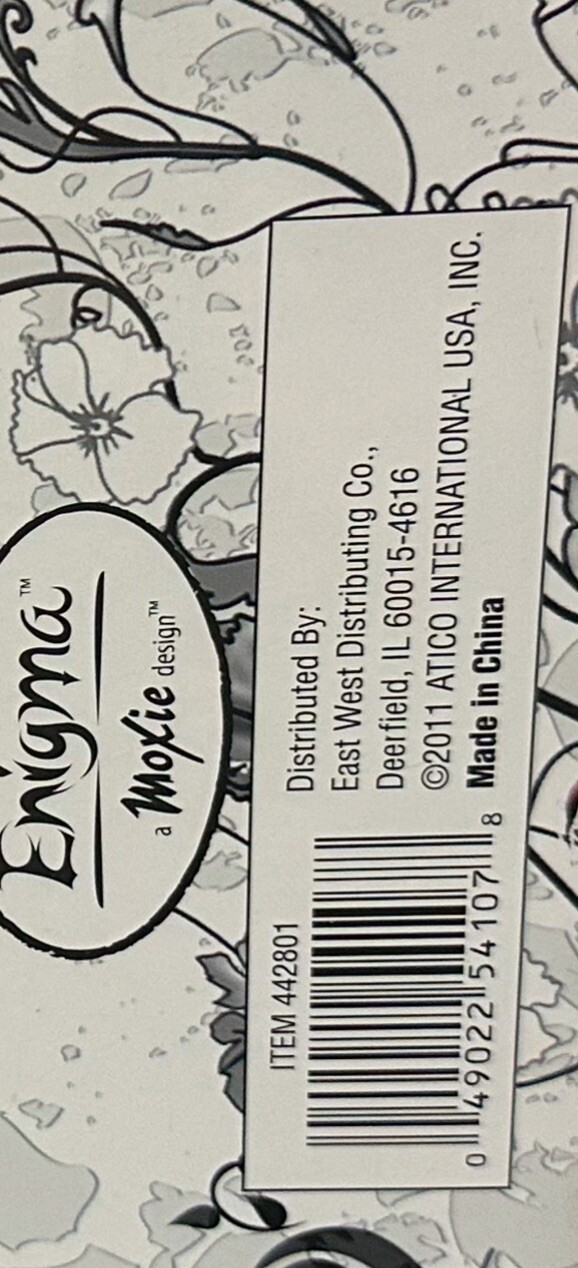 Enigma™
a Moxie design™
ITEM 442801
0 49022 54107 8
Distributed By:
East West Distributing Co.,
Deerfield, IL 60015-4616
©2011 ATICO INTERNATIONAL USA, INC.
Made in China